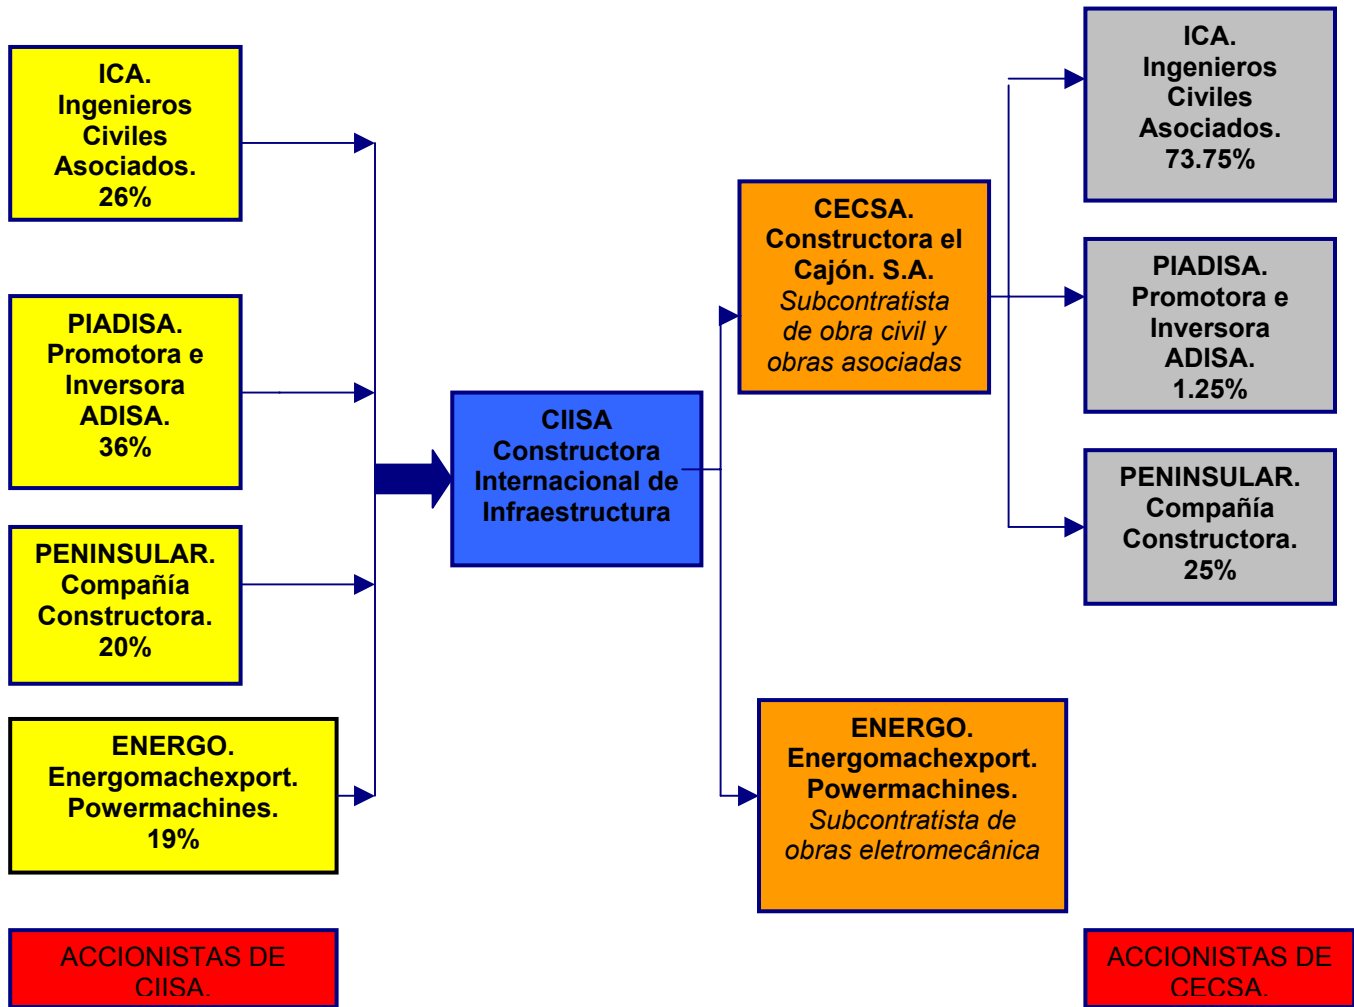 ICA.
Ingenieros
Civiles
Asociados.
26%
PIADISA.
Promotora e
Inversora
ADISA.
36%
PENINSULAR.
Compañía
Constructora.
20%
ENERGO.
Energomachexport.
Powermachines.
19%
ACCIONISTAS DE
CIISA.
CIISA
Constructora
Internacional de
Infraestructura
CECSA.
Constructora el
Cajón. S.A.
Subcontratista
de obra civil y
obras asociadas
ENERGO.
Energomachexport.
Powermachines.
Subcontratista de
obras eletromecânica
ICA.
Ingenieros
Civiles
Asociados.
73.75%
PIADISA.
Promotora e
Inversora
ADISA.
1.25%
PENINSULAR.
Compañía
Constructora.
25%
ACCIONISTAS DE
CECSA.